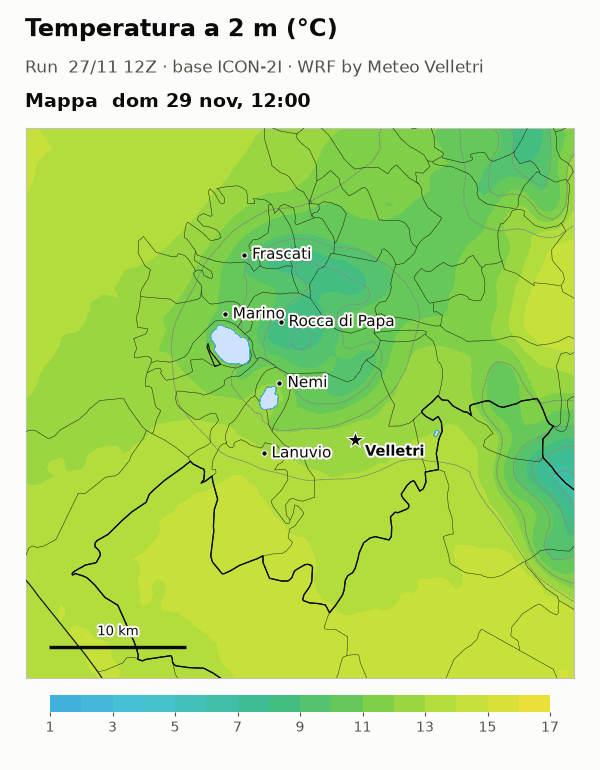 Temperatura a 2 m (°C)
Run  27/11 12Z · base ICON-2I · WRF by Meteo Velletri
Mappa  dom 29 nov, 12:00
Frascati
Marino
Rocca di Papa
Nemi
Velletri
Lanuvio
10 km
1 3 5 7 9 11 13 15 17